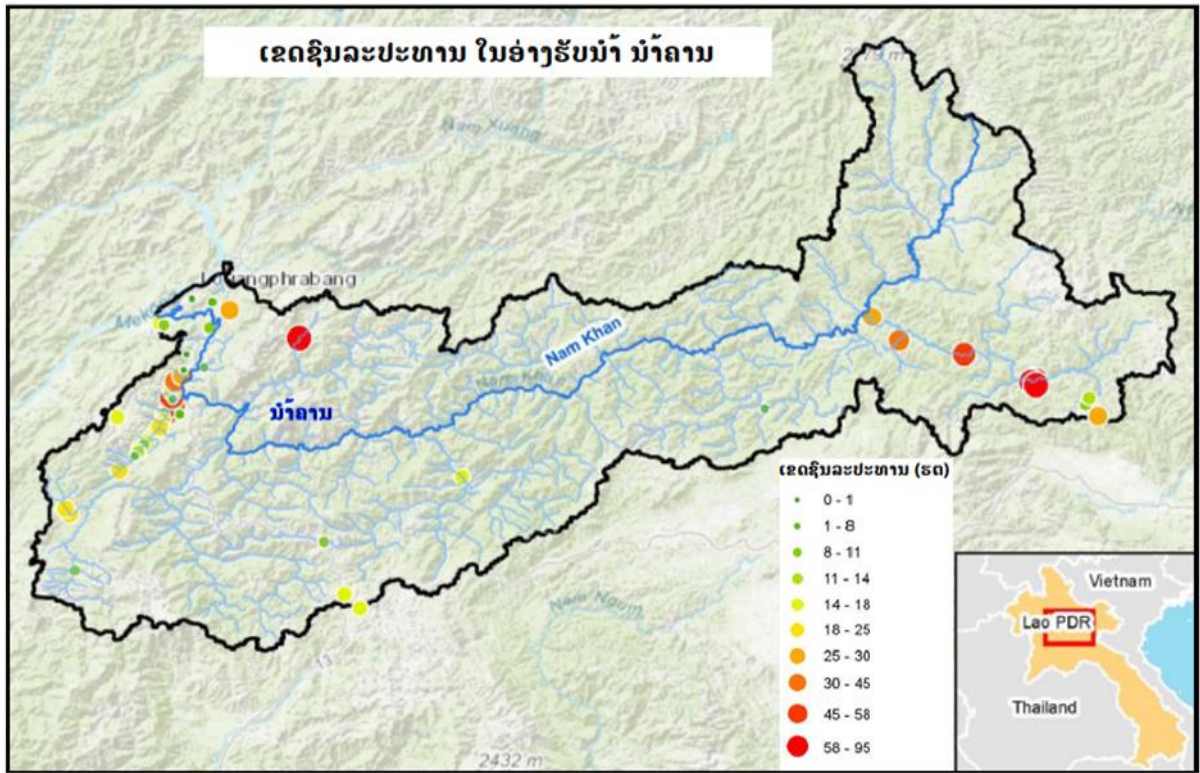 ເຂດຊົນລະປະທານ ໃນອ່າງຮັບນ້ຳ ນ້ຳຄານ
Nam Xuang
Louangphrabang
Nam Khan
ນ້ຳຄານ
Nam Ngum
13
2432 m
ເຂດຊົນລະປະທານ (ຮຕ)
0 - 1
1 - 8
8 - 11
11 - 14
14 - 18
18 - 25
25 - 30
30 - 45
45 - 58
58 - 95
Vietnam
Lao PDR
Thailand